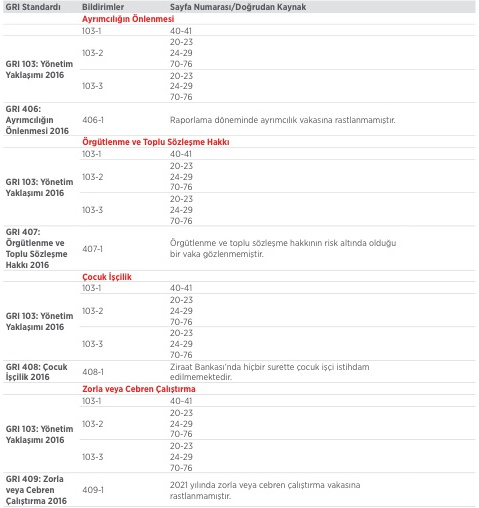 GRI Standardı Bildirimler Sayfa Numarası/Doğrudan Kaynak
Ayrımcılığın Önlenmesi
GRI 103: Yönetim
Yaklaşımı 2016
103-1 40-41
103-2 20-23
24-29
70-76
103-3 20-23
24-29
70-76
GRI 406:
Ayrımcılığın
Önlenmesi 2016
406-1 Raporlama döneminde ayrımcılık vakasına rastlanmamıştır.
Örgütlenme ve Toplu Sözleşme Hakkı
GRI 103: Yönetim
Yaklaşımı 2016
103-1 40-41
103-2 20-23
24-29
70-76
103-3 20-23
24-29
70-76
GRI 407:
Örgütlenme ve
Toplu Sözleşme
Hakkı 2016
407-1 Örgütlenme ve toplu sözleşme hakkının risk altında olduğu
bir vaka gözlenmemiştir.
Çocuk İşçilik
GRI 103: Yönetim
Yaklaşımı 2016
103-1 40-41
103-2 20-23
24-29
70-76
103-3 20-23
24-29
70-76
GRI 408: Çocuk
İşçilik 2016
408-1 Ziraat Bankası'nda hiçbir surette çocuk işçi istihdam
edilmemektedir.
Zorla veya Cebren Çalıştırma
GRI 103: Yönetim
Yaklaşımı 2016
103-1 40-41
103-2 20-23
24-29
70-76
103-3 20-23
24-29
70-76
GRI 409: Zorla
veya Cebren
Çalıştırma 2016
409-1 2021 yılında zorla veya cebren çalıştırma vakasına
rastlanmamıştır.